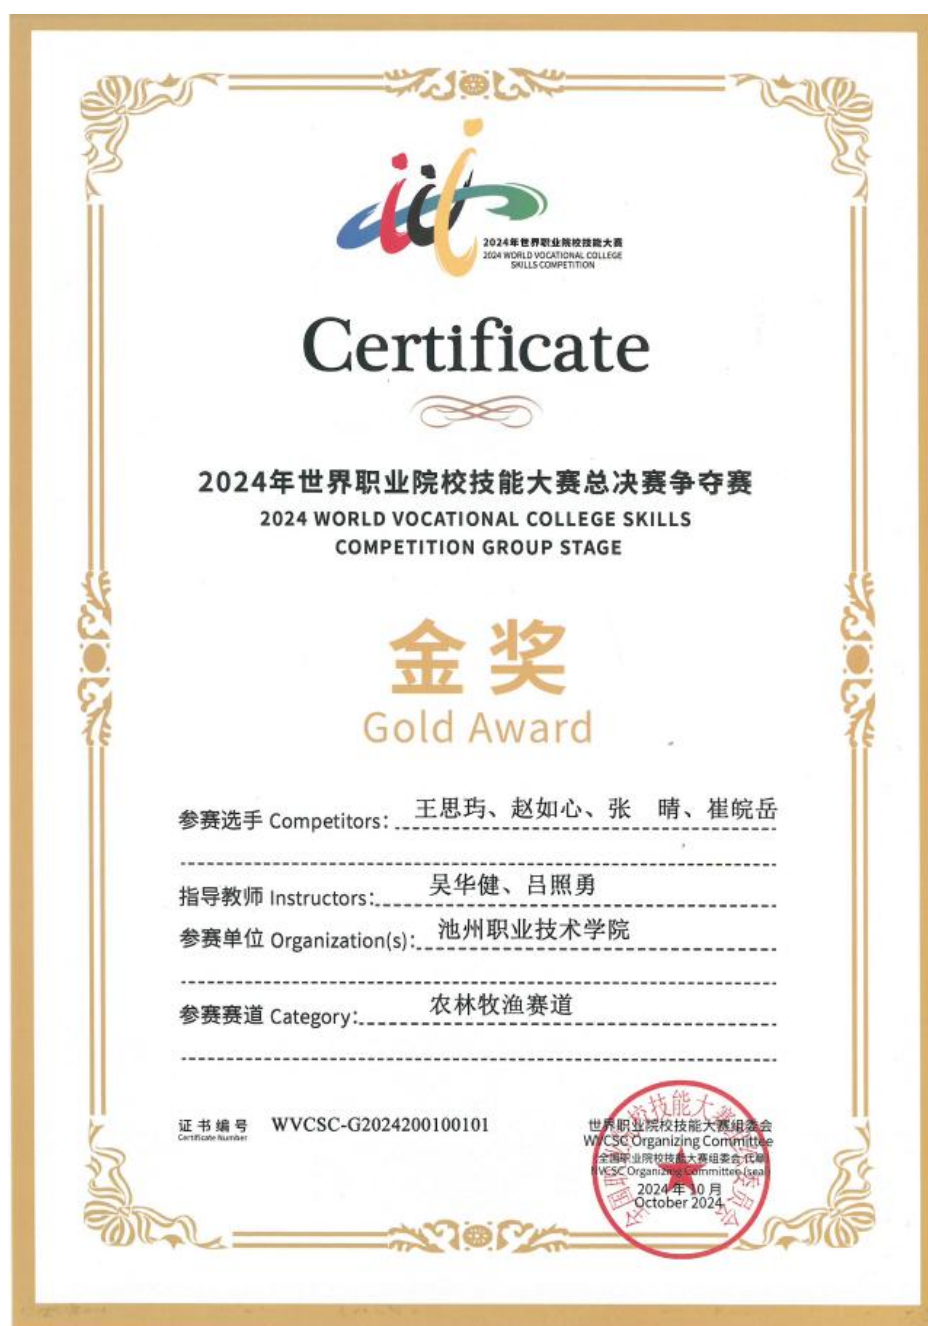 2024年世界职业院校技能大赛
2024 WORLD VOCATIONAL COLLEGE
SKILLS COMPETITION
Certificate
2024年世界职业院校技能大赛总决赛争夺赛
2024 WORLD VOCATIONAL COLLEGE SKILLS
COMPETITION GROUP STAGE
金奖
Gold Award
参赛选手 Competitors: 王思玙、赵如心、张 晴、崔皖岳
指导教师 Instructors: 吴华健、吕照勇
参赛单位 Organization(s): 池州职业技术学院
参赛赛道 Category: 农林牧渔赛道
证书编号 WVCSC-G2024200100101
Certificate Number
世界职业院校技能大赛组委会
WVCSC Organizing Committee
(全国职业院校技能大赛组委会 代章)
NVCSC Organizing Committee (seal)
2024 年 10 月
October 2024